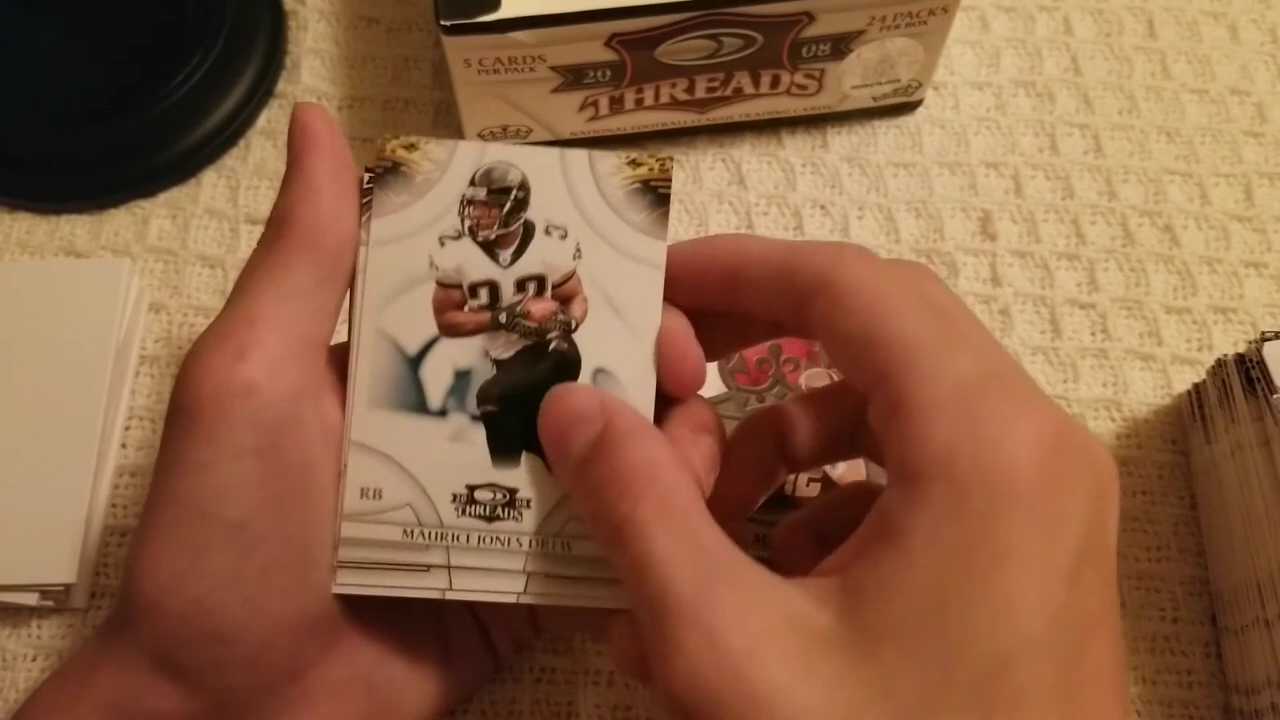 5 CARDS
PER PACK
20 08
THREADS
24 PACKS
PER BOX
NATIONAL FOOTBALL LEAGUE TRADING CARDS
32
RB
20 08
THREADS
MAURICE JONES DREW